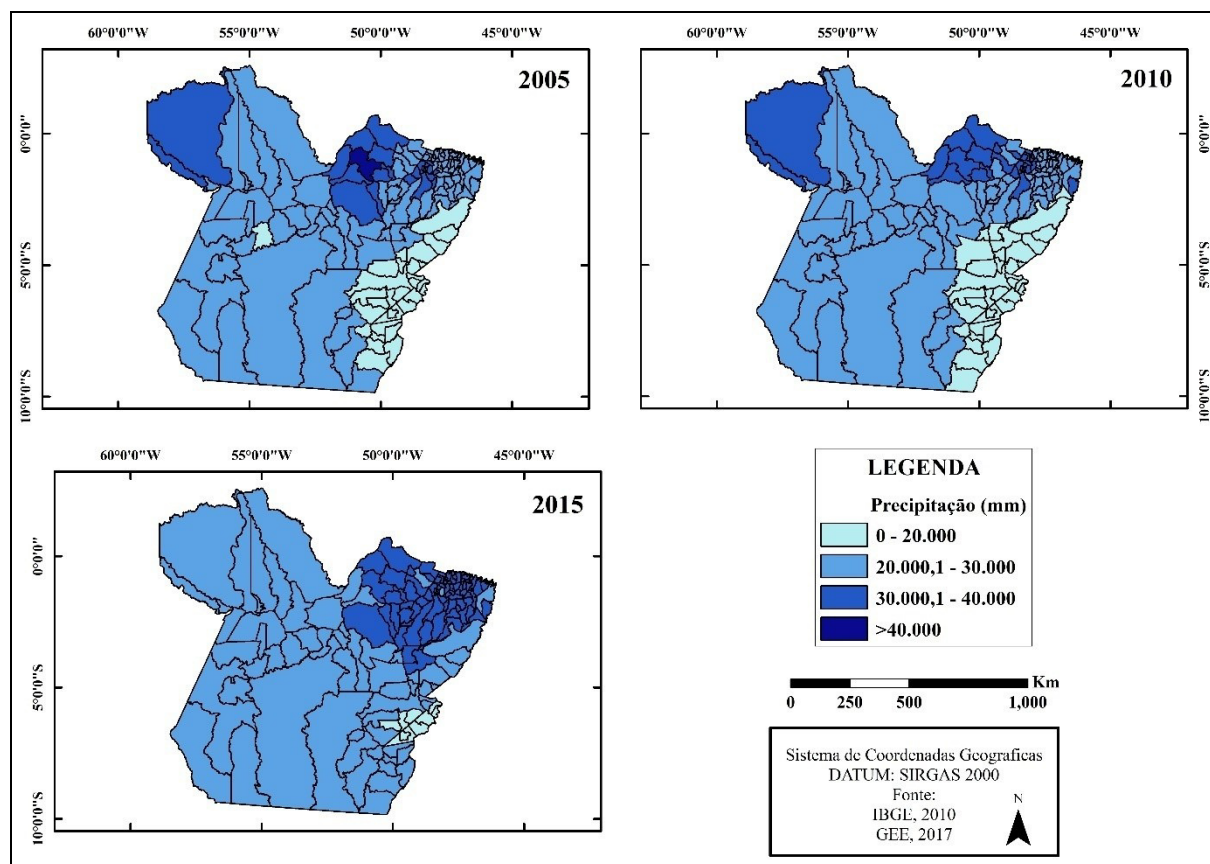 60°0'0"W 55°0'0"W 50°0'0"W 45°0'0"W
2005
0°0'0"
5°0'0"S
10°0'0"S
60°0'0"W 55°0'0"W 50°0'0"W 45°0'0"W
2010
0°0'0"
5°0'0"S
10°0'0"S
60°0'0"W 55°0'0"W 50°0'0"W 45°0'0"W
2015
0°0'0"
5°0'0"S
10°0'0"S
LEGENDA
Precipitação (mm)
0 - 20.000
20.000,1 - 30.000
30.000,1 - 40.000
>40.000
Km
0 250 500 1,000
Sistema de Coordenadas Geograficas
DATUM: SIRGAS 2000
Fonte:
IBGE, 2010
GEE, 2017
N